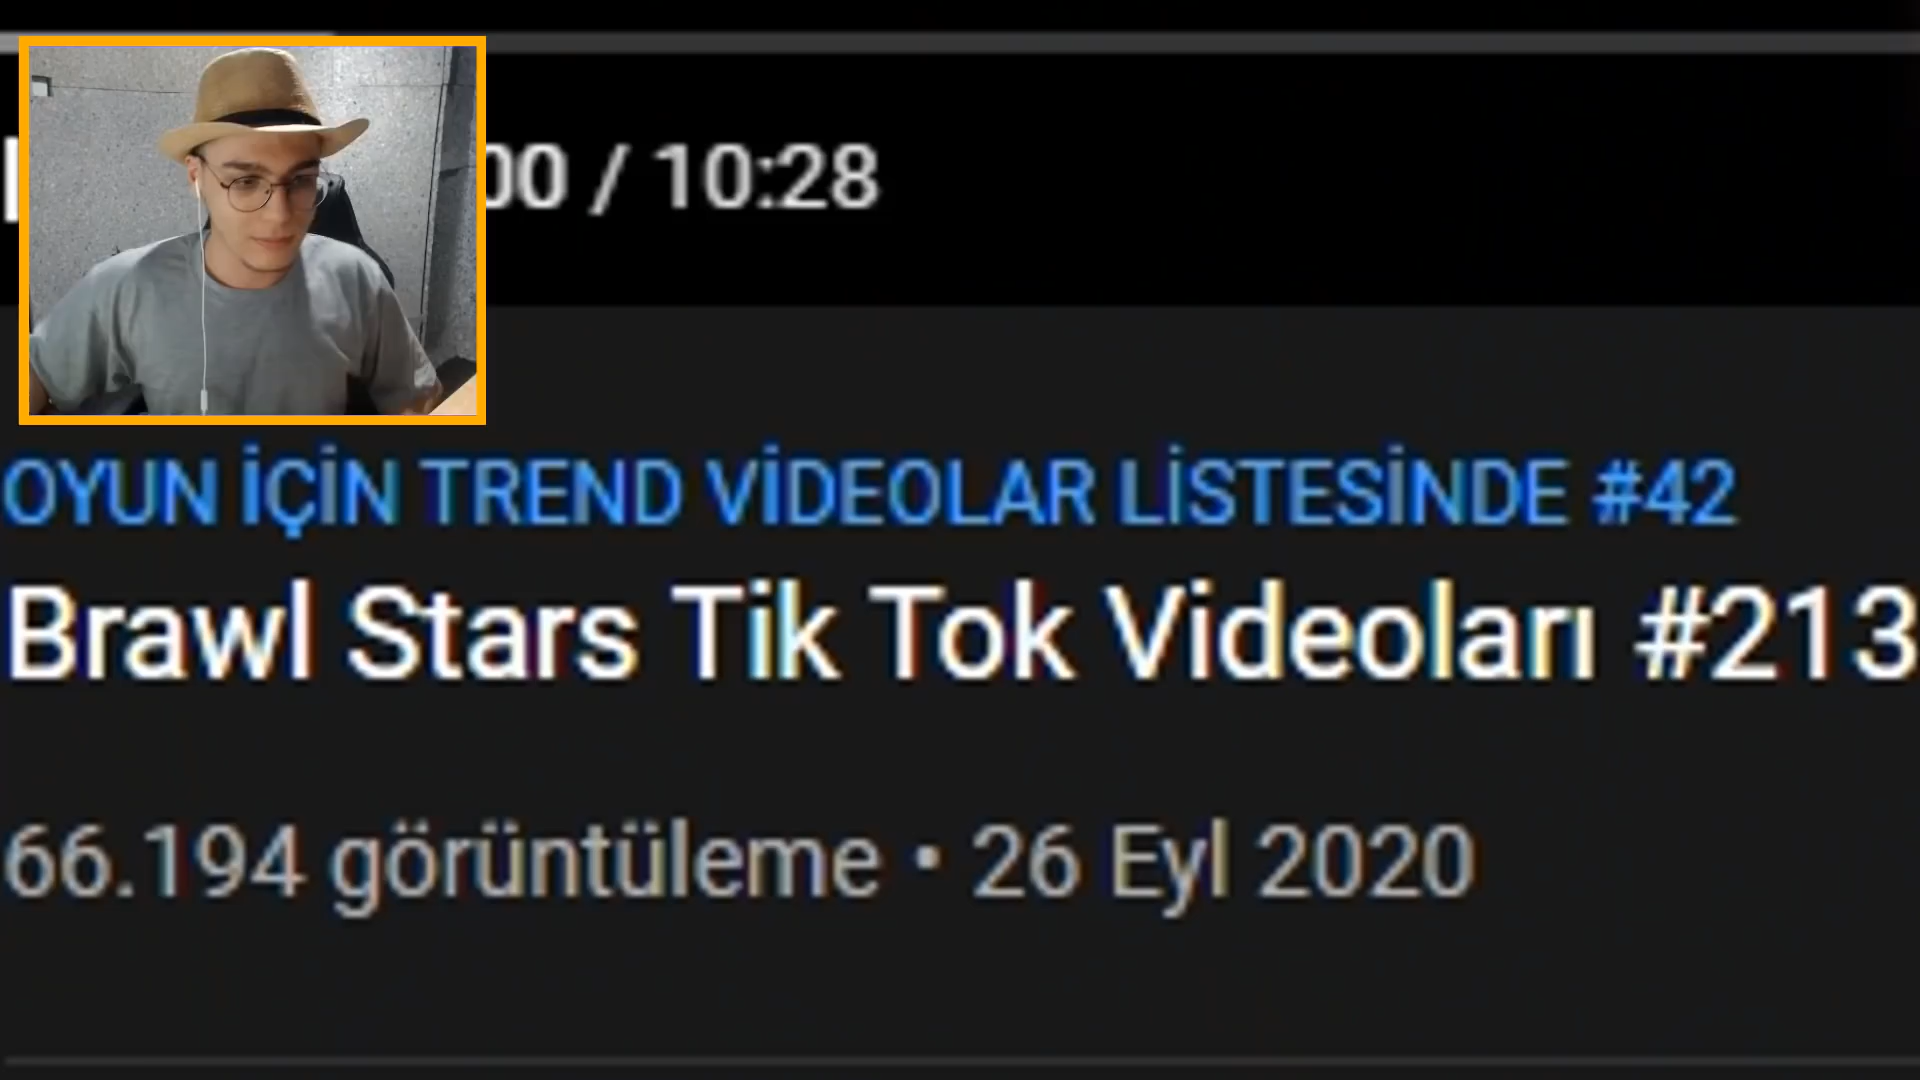 00 / 10:28
OYUN İÇİN TREND VİDEOLAR LİSTESİNDE #42
Brawl Stars Tik Tok Videoları #213
66.194 görüntüleme • 26 Eyl 2020